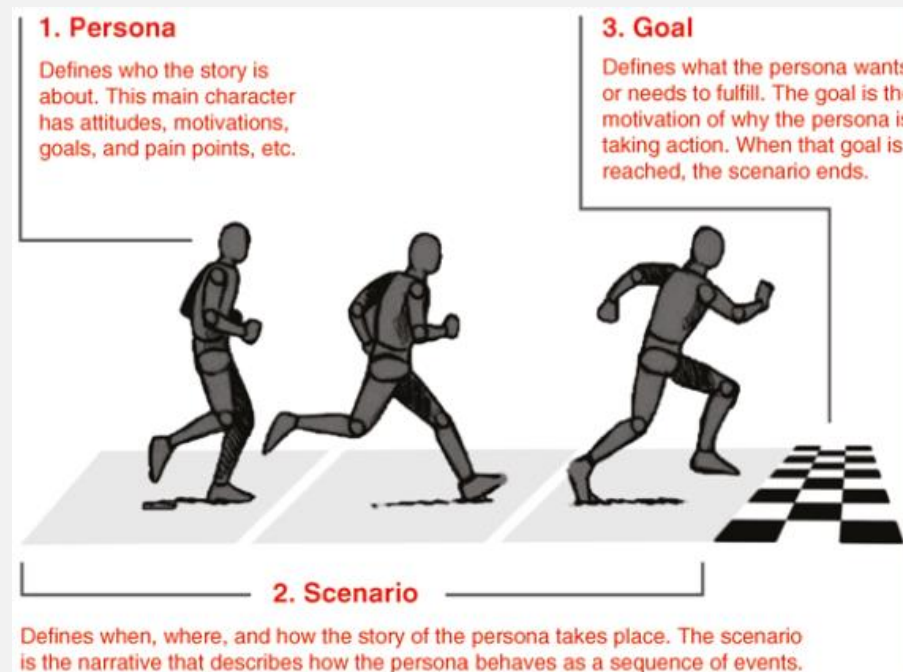 1. Persona
Defines who the story is
about. This main character
has attitudes, motivations,
goals, and pain points, etc.
3. Goal
Defines what the persona wants
or needs to fulfill. The goal is the
motivation of why the persona is
taking action. When that goal is
reached, the scenario ends.
2. Scenario
Defines when, where, and how the story of the persona takes place. The scenario
is the narrative that describes how the persona behaves as a sequence of events.